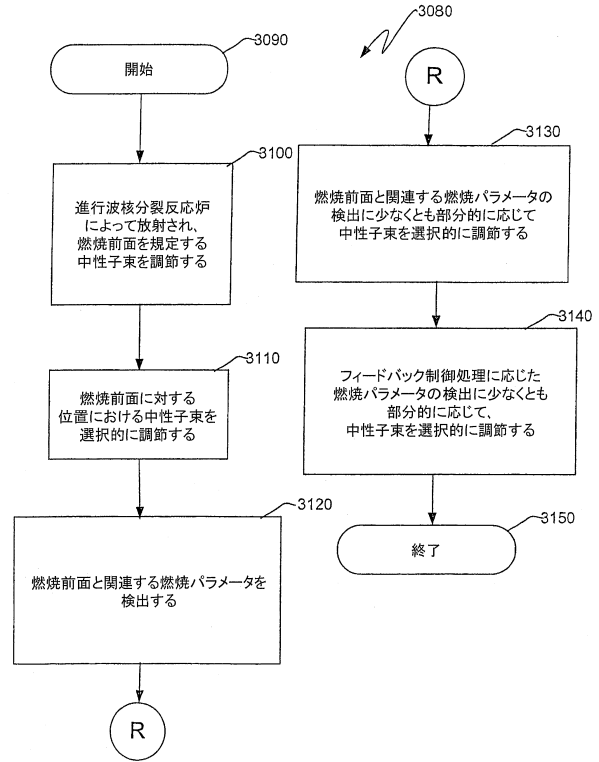 3090
開始
3100
進行波核分裂反応炉
によって放射され、
燃焼前面を規定する
中性子束を調節する
3110
燃焼前面に対する
位置における中性子束を
選択的に調節する
3120
燃焼前面と関連する燃焼パラメータを
検出する
R
3080
R
3130
燃焼前面と関連する燃焼パラメータの
検出に少なくとも部分的に応じて
中性子束を選択的に調節する
3140
フィードバック制御処理に応じた
燃焼パラメータの検出に少なくとも
部分的に応じて、
中性子束を選択的に調節する
3150
終了